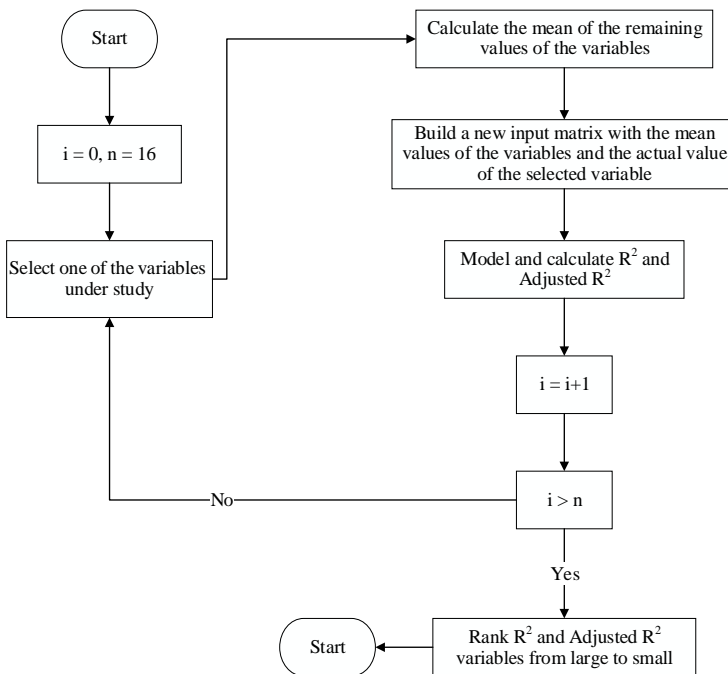 Start
i = 0, n = 16
Select one of the variables
under study
Calculate the mean of the remaining
values of the variables
Build a new input matrix with the mean
values of the variables and the actual value
of the selected variable
Model and calculate R² and
Adjusted R²
i = i+1
i > n
No
Yes
Rank R² and Adjusted R²
variables from large to small
Start